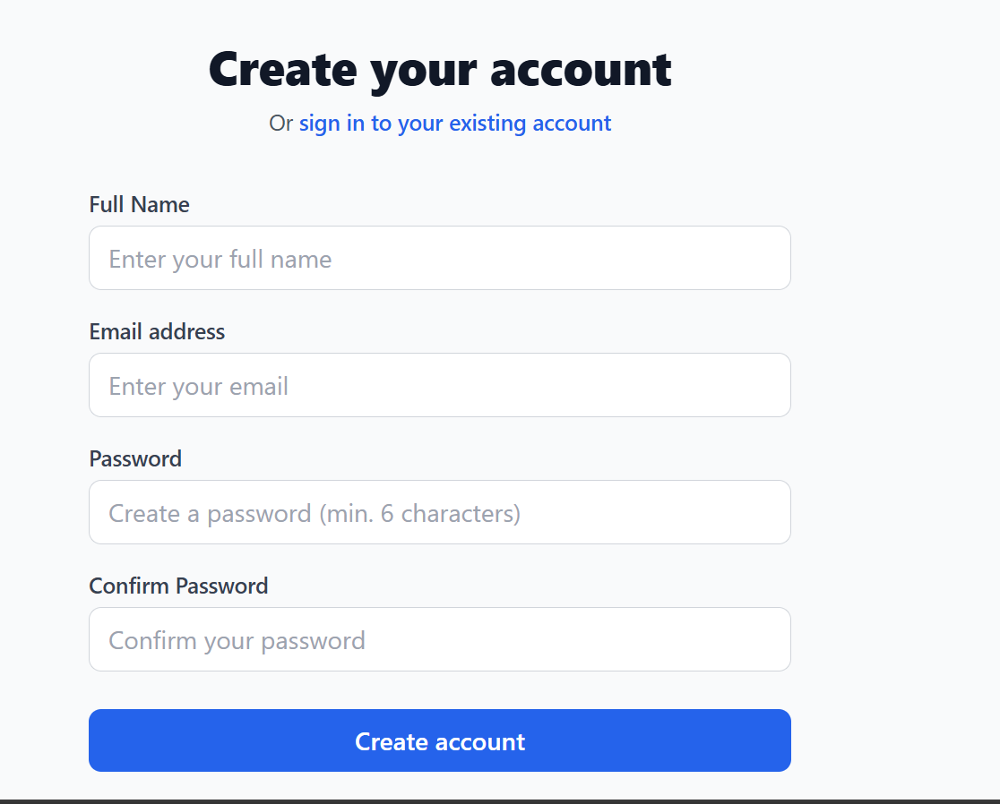 Create your account
Or sign in to your existing account
Full Name
Enter your full name
Email address
Enter your email
Password
Create a password (min. 6 characters)
Confirm Password
Confirm your password
Create account